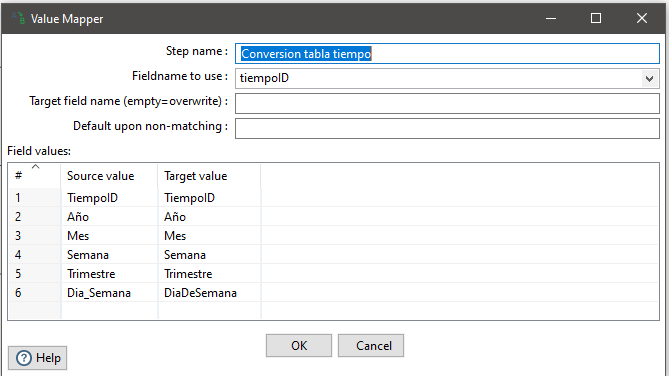 Value Mapper
Step name : Conversion tabla tiempo
Fieldname to use : tiempoID
Target field name (empty=overwrite) :
Default upon non-matching :
Field values:
# Source value Target value
1 TiempoID TiempoID
2 Año Año
3 Mes Mes
4 Semana Semana
5 Trimestre Trimestre
6 Dia_Semana DiaDeSemana
OK Cancel
? Help